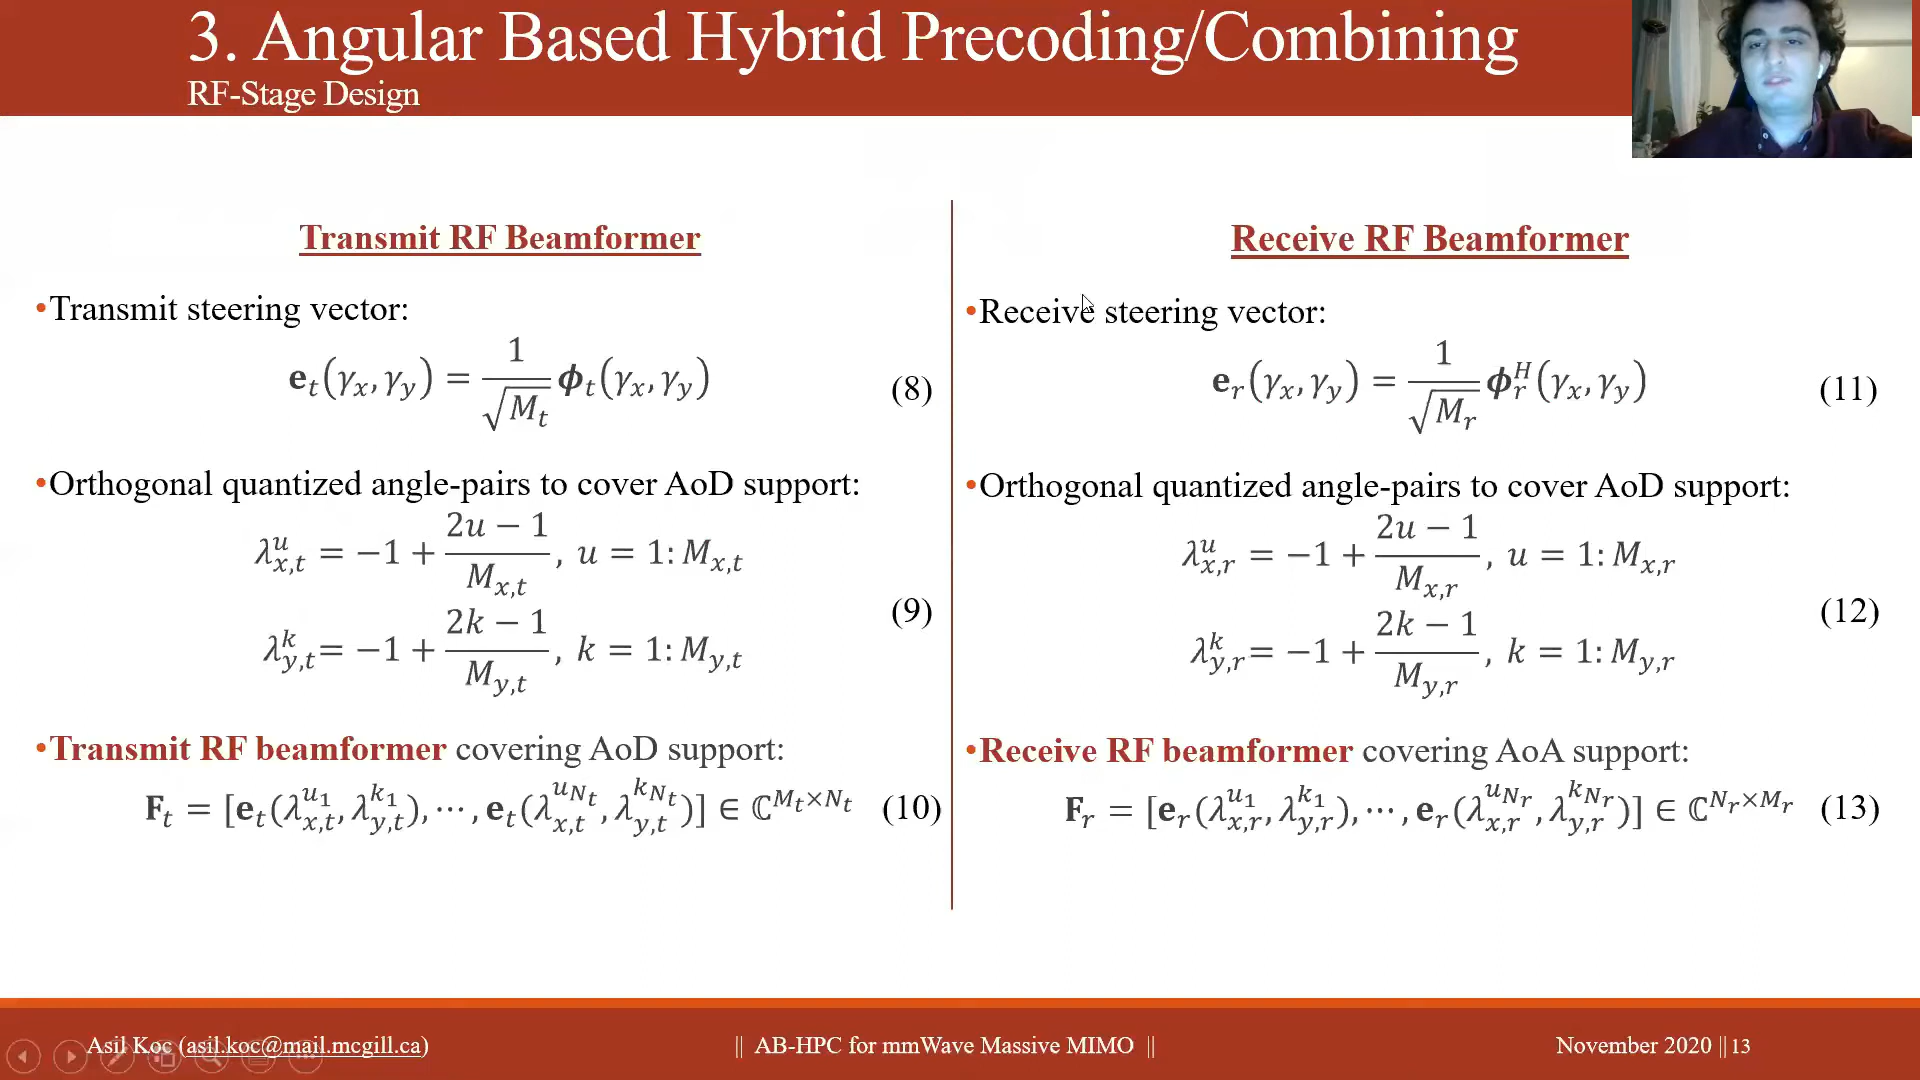 3. Angular Based Hybrid Precoding/Combining
RF-Stage Design
Transmit RF Beamformer
•Transmit steering vector:
𝐞ₜ(γₓ, γ_y) = 1/√M_t 𝛟ₜ(γₓ, γ_y) (8)
•Orthogonal quantized angle-pairs to cover AoD support:
λ^u_{x,t} = −1 + (2u − 1)/M_{x,t}, u = 1: M_{x,t}
λ^k_{y,t} = −1 + (2k − 1)/M_{y,t}, k = 1: M_{y,t}
(9)
•Transmit RF beamformer covering AoD support:
𝐅_t = [𝐞_t(λ^{u_1}_{x,t}, λ^{k_1}_{y,t}), ⋯, 𝐞_t(λ^{u_{N_t}}_{x,t}, λ^{k_{N_t}}_{y,t})] ∈ ℂ^{M_t×N_t} (10)
Receive RF Beamformer
•Receive steering vector:
𝐞_r(γ_x, γ_y) = 1/√M_r 𝛟^H_r(γ_x, γ_y) (11)
•Orthogonal quantized angle-pairs to cover AoD support:
λ^u_{x,r} = −1 + (2u − 1)/M_{x,r}, u = 1: M_{x,r}
λ^k_{y,r} = −1 + (2k − 1)/M_{y,r}, k = 1: M_{y,r}
(12)
•Receive RF beamformer covering AoA support:
𝐅_r = [𝐞_r(λ^{u_1}_{x,r}, λ^{k_1}_{y,r}), ⋯, 𝐞_r(λ^{u_{N_r}}_{x,r}, λ^{k_{N_r}}_{y,r})] ∈ ℂ^{N_r×M_r} (13)
Asil Koc (asil.koc@mail.mcgill.ca)
|| AB-HPC for mmWave Massive MIMO ||
November 2020 || 13